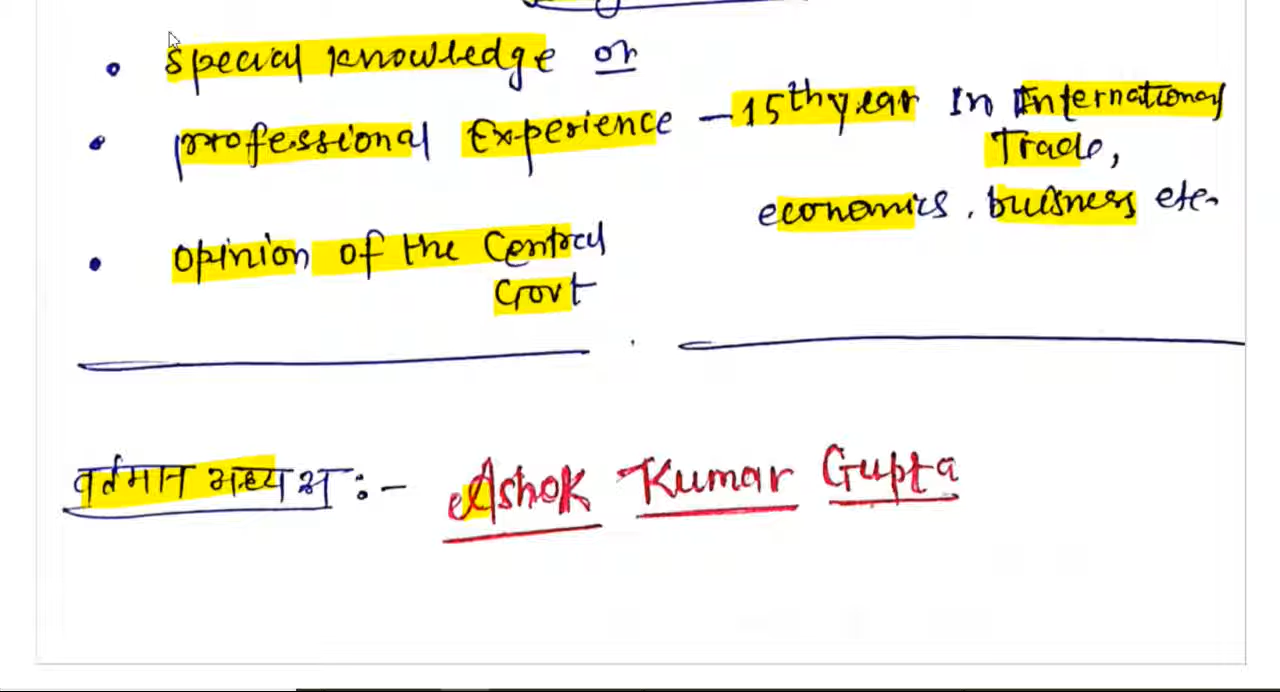 • special knowledge or
• professional Experience – 15th year In International
Trade,
economics, buisness etc.
• opinion of the Central
Govt
वर्तमान अध्यक्ष :- Ashok Kumar Gupta